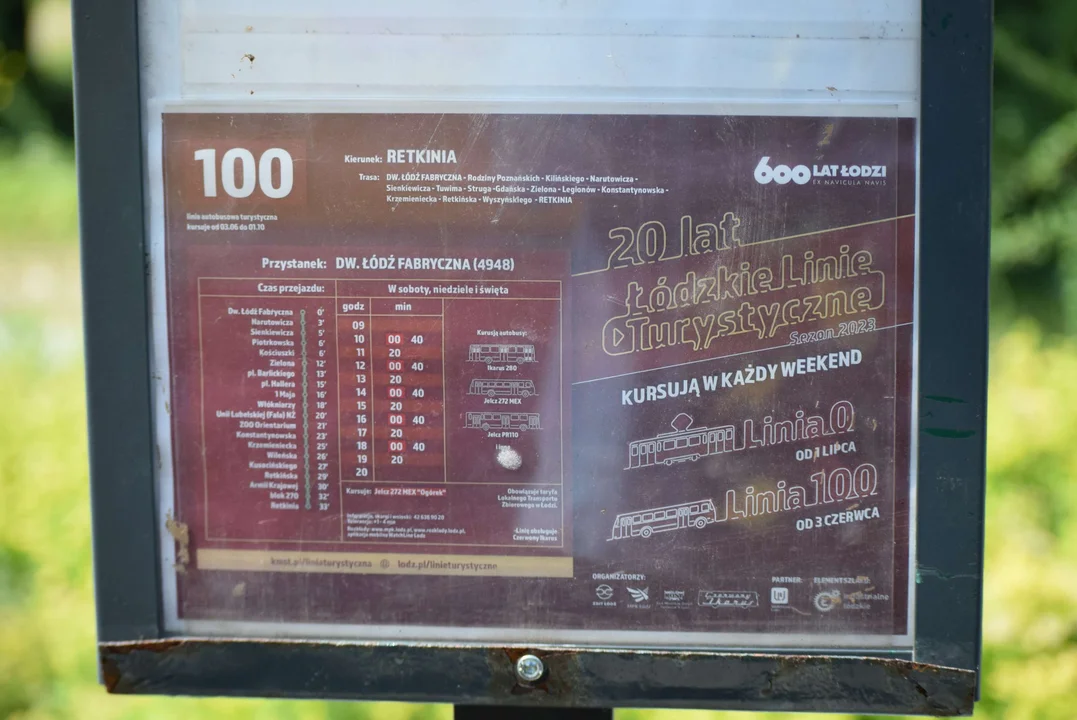 100
linia autobusowa turystyczna
kursuje od 03.06 do 01.10
Kierunek: RETKINIA
Trasa: DW. ŁÓDŹ FABRYCZNA - Rodziny Poznańskich - Kilińskiego - Narutowicza -
Sienkiewicza - Tuwima - Struga - Gdańska - Zielona - Legionów - Konstantynowska -
Krzemieniecka - Retkińska - Wyszyńskiego - RETKINIA
600 LAT ŁODZI
EX NAVICULA NAVIS
Przystanek: DW. ŁÓDŹ FABRYCZNA (4948)
Czas przejazdu:
W soboty, niedziele i święta
Dw. Łódź Fabryczna 0'
Narutowicza 3'
Sienkiewicza 5'
Piotrkowska 6'
Kościuszki 6'
Zielona 12'
pl. Barlickiego 13'
pl. Hallera 15'
1 Maja 16'
Włókniarzy 18'
Unii Lubelskiej (Fala) NŻ 20'
ZOO Orientarium 21'
Konstantynowska 23'
Krzemieniecka 25'
Wileńska 26'
Kusocińskiego 27'
Retkińska 29'
Armii Krajowej 30'
blok 270 32'
Retkinia 33'
godz min
09
10 00 40
11 20
12 00 40
13 20
14 00 40
15 20
16 00 40
17 20
18 00 40
19 20
20
Kursują autobusy:
Ikarus 280
Jelcz 272 MEX
Jelcz PR110
Kursuje: Jelcz 272 MEX "Ogórek"
Obowiązuje taryfa
Lokalnego Transportu
Zbiorowego w Łodzi.
-Linię obsługuje
Czerwony Ikarus
kmst.pl/linieturystyczne
lodz.pl/linieturystyczne
20 lat
Łódzkie Linie
Turystyczne
Sezon 2023
KURSUJĄ W KAŻDY WEEKEND
Linia 0
OD 1 LIPCA
Linia 100
OD 3 CZERWCA
ORGANIZATORZY:
PARTNER: